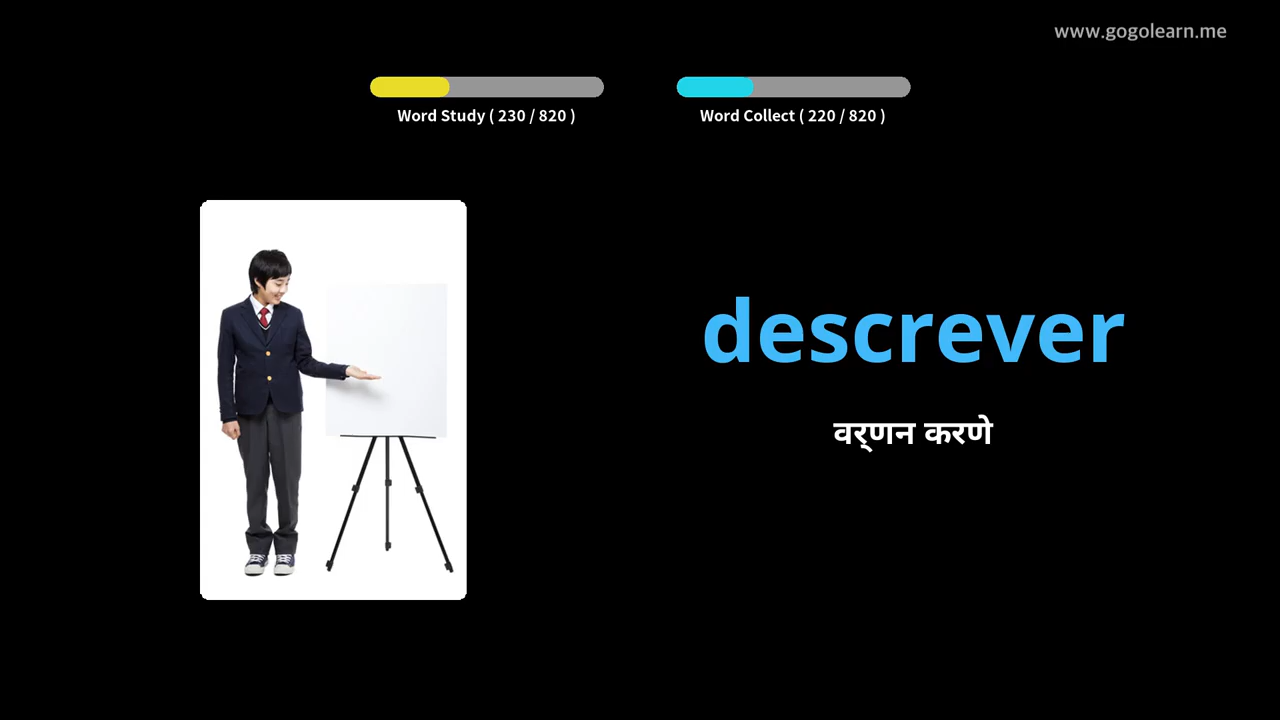 www.gogolearn.me
Word Study ( 230 / 820 )
Word Collect ( 220 / 820 )
descrever
वर्णन करणे